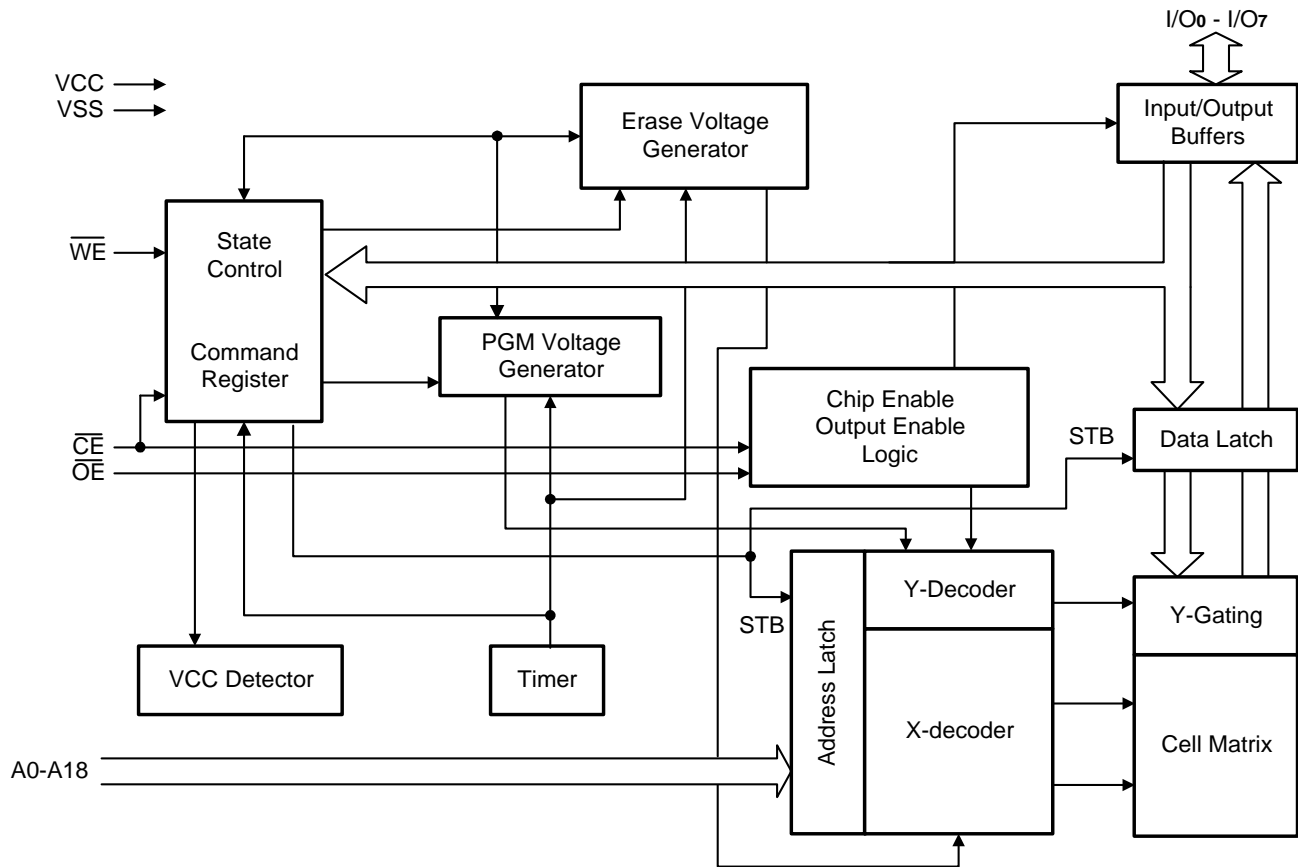 I/O0 - I/O7
VCC
VSS
Erase Voltage
Generator
Input/Output
Buffers
WE
State
Control
Command
Register
PGM Voltage
Generator
Chip Enable
Output Enable
Logic
CE
OE
STB
Data Latch
Y-Decoder
STB
Y-Gating
VCC Detector
Timer
Address Latch
X-decoder
Cell Matrix
A0-A18